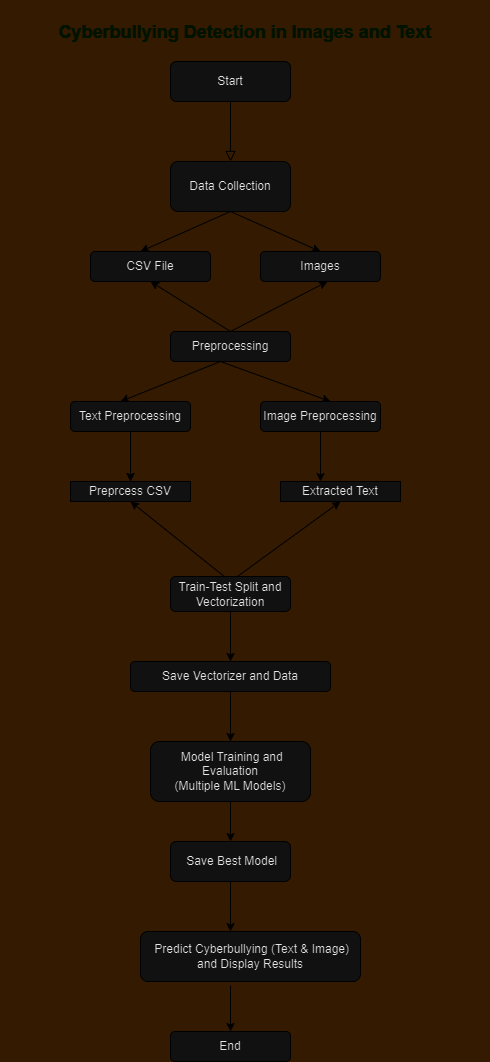 Cyberbullying Detection in Images and Text
Start
Data Collection
CSV File
Images
Preprocessing
Text Preprocessing
Image Preprocessing
Preprcess CSV
Extracted Text
Train-Test Split and
Vectorization
Save Vectorizer and Data
Model Training and
Evaluation
(Multiple ML Models)
Save Best Model
Predict Cyberbullying (Text & Image)
and Display Results
End